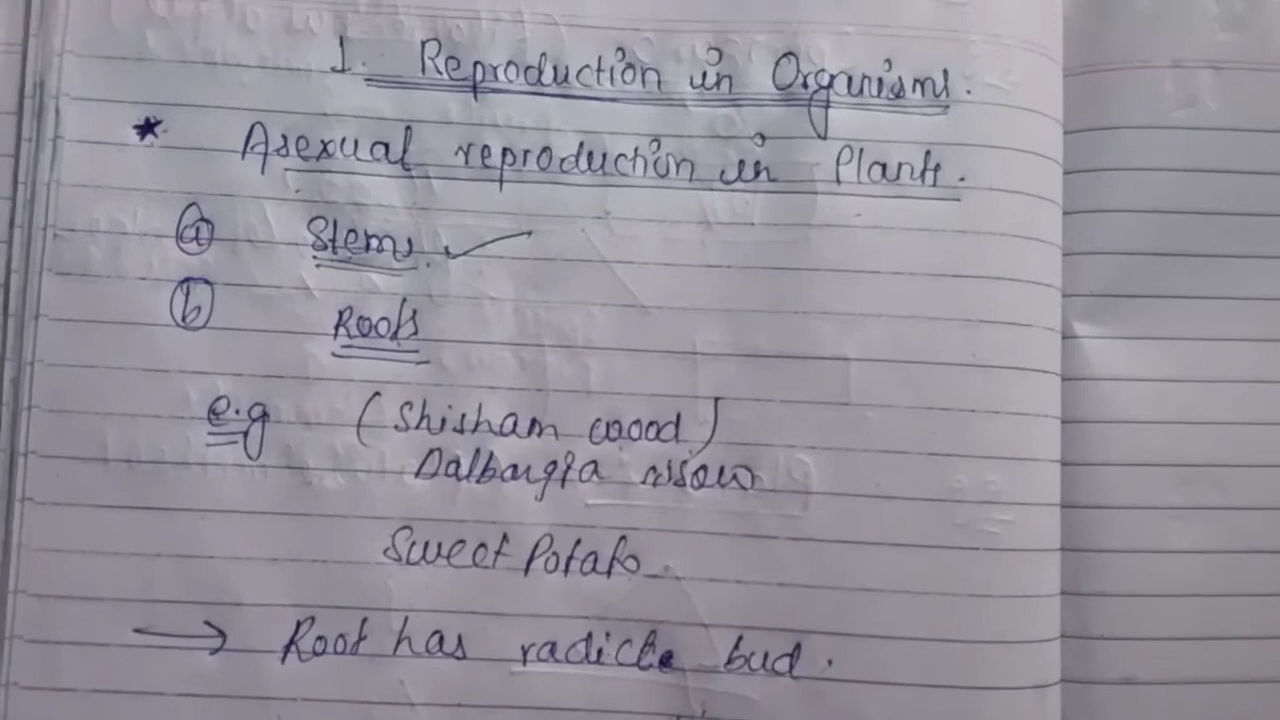 1. Reproduction in Organisms.
* Asexual reproduction in Plants.
a Stems.
b Roots
e.g (Shisham wood)
Dalbargia sissow
Sweet Potato
→ Root has radicle bud.